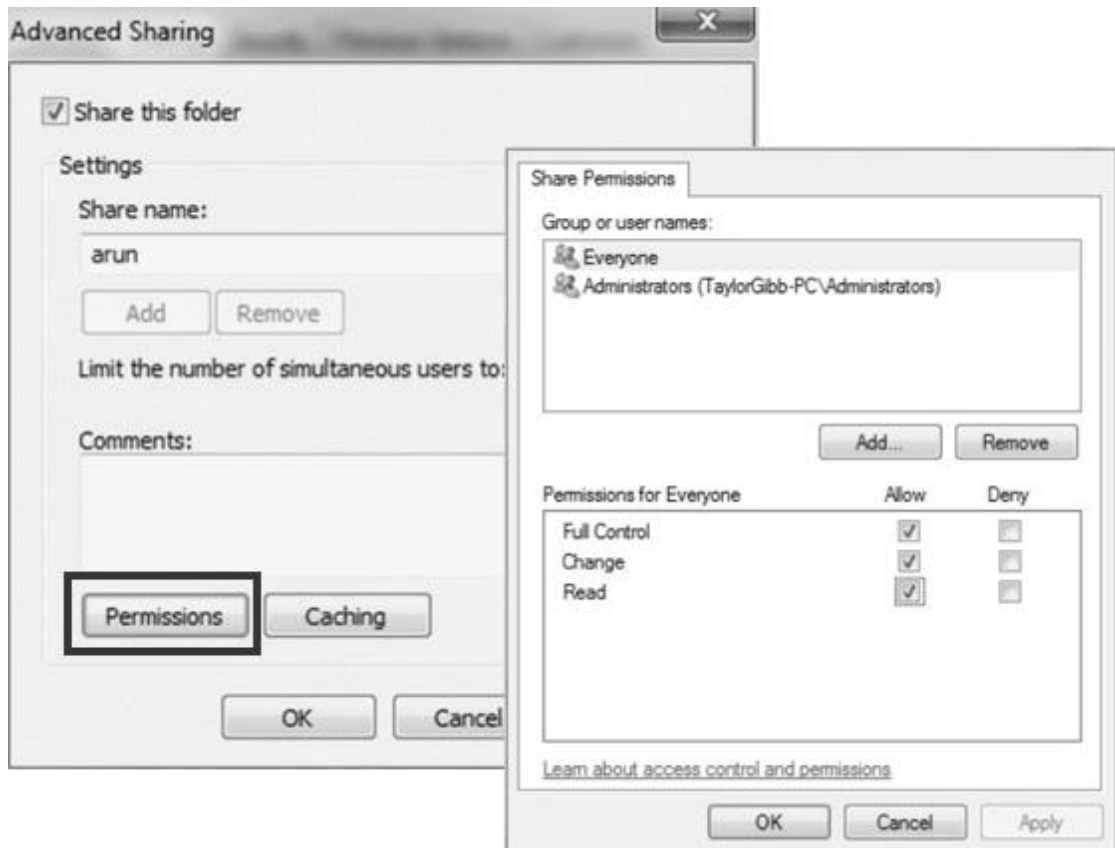 Advanced Sharing
Share this folder
Settings
Share name:
arun
Add Remove
Limit the number of simultaneous users to:
Comments:
Permissions Caching
OK Cancel
Share Permissions
Group or user names:
Everyone
Administrators (TaylorGibb-PC\Administrators)
Add... Remove
Permissions for Everyone Allow Deny
Full Control
Change
Read
Learn about access control and permissions
OK Cancel Apply